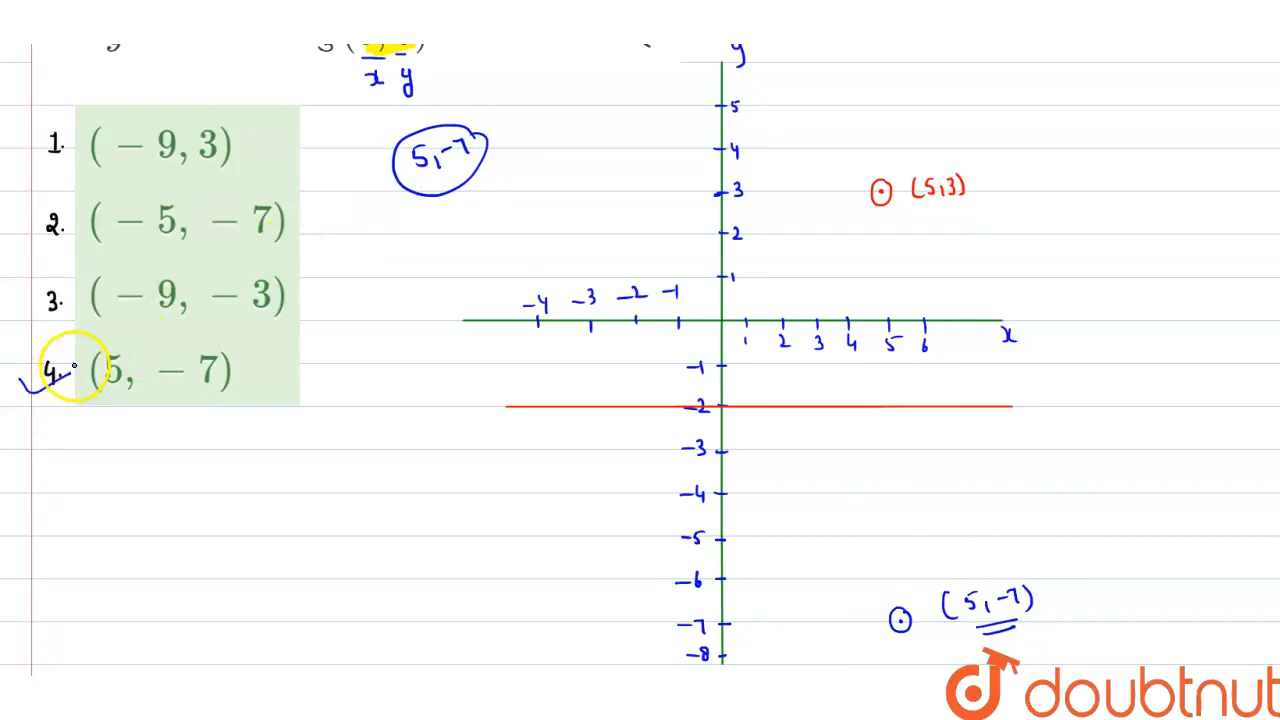 x y
1. (-9, 3)
2. (-5, -7)
3. (-9, -3)
4. (5, -7)
5,-7
y
5
4
3
2
1
(5,3)
-4 -3 -2 -1
1 2 3 4 5 6
x
-1
-2
-3
-4
-5
-6
-7
-8
(5,-7)
doubtnut